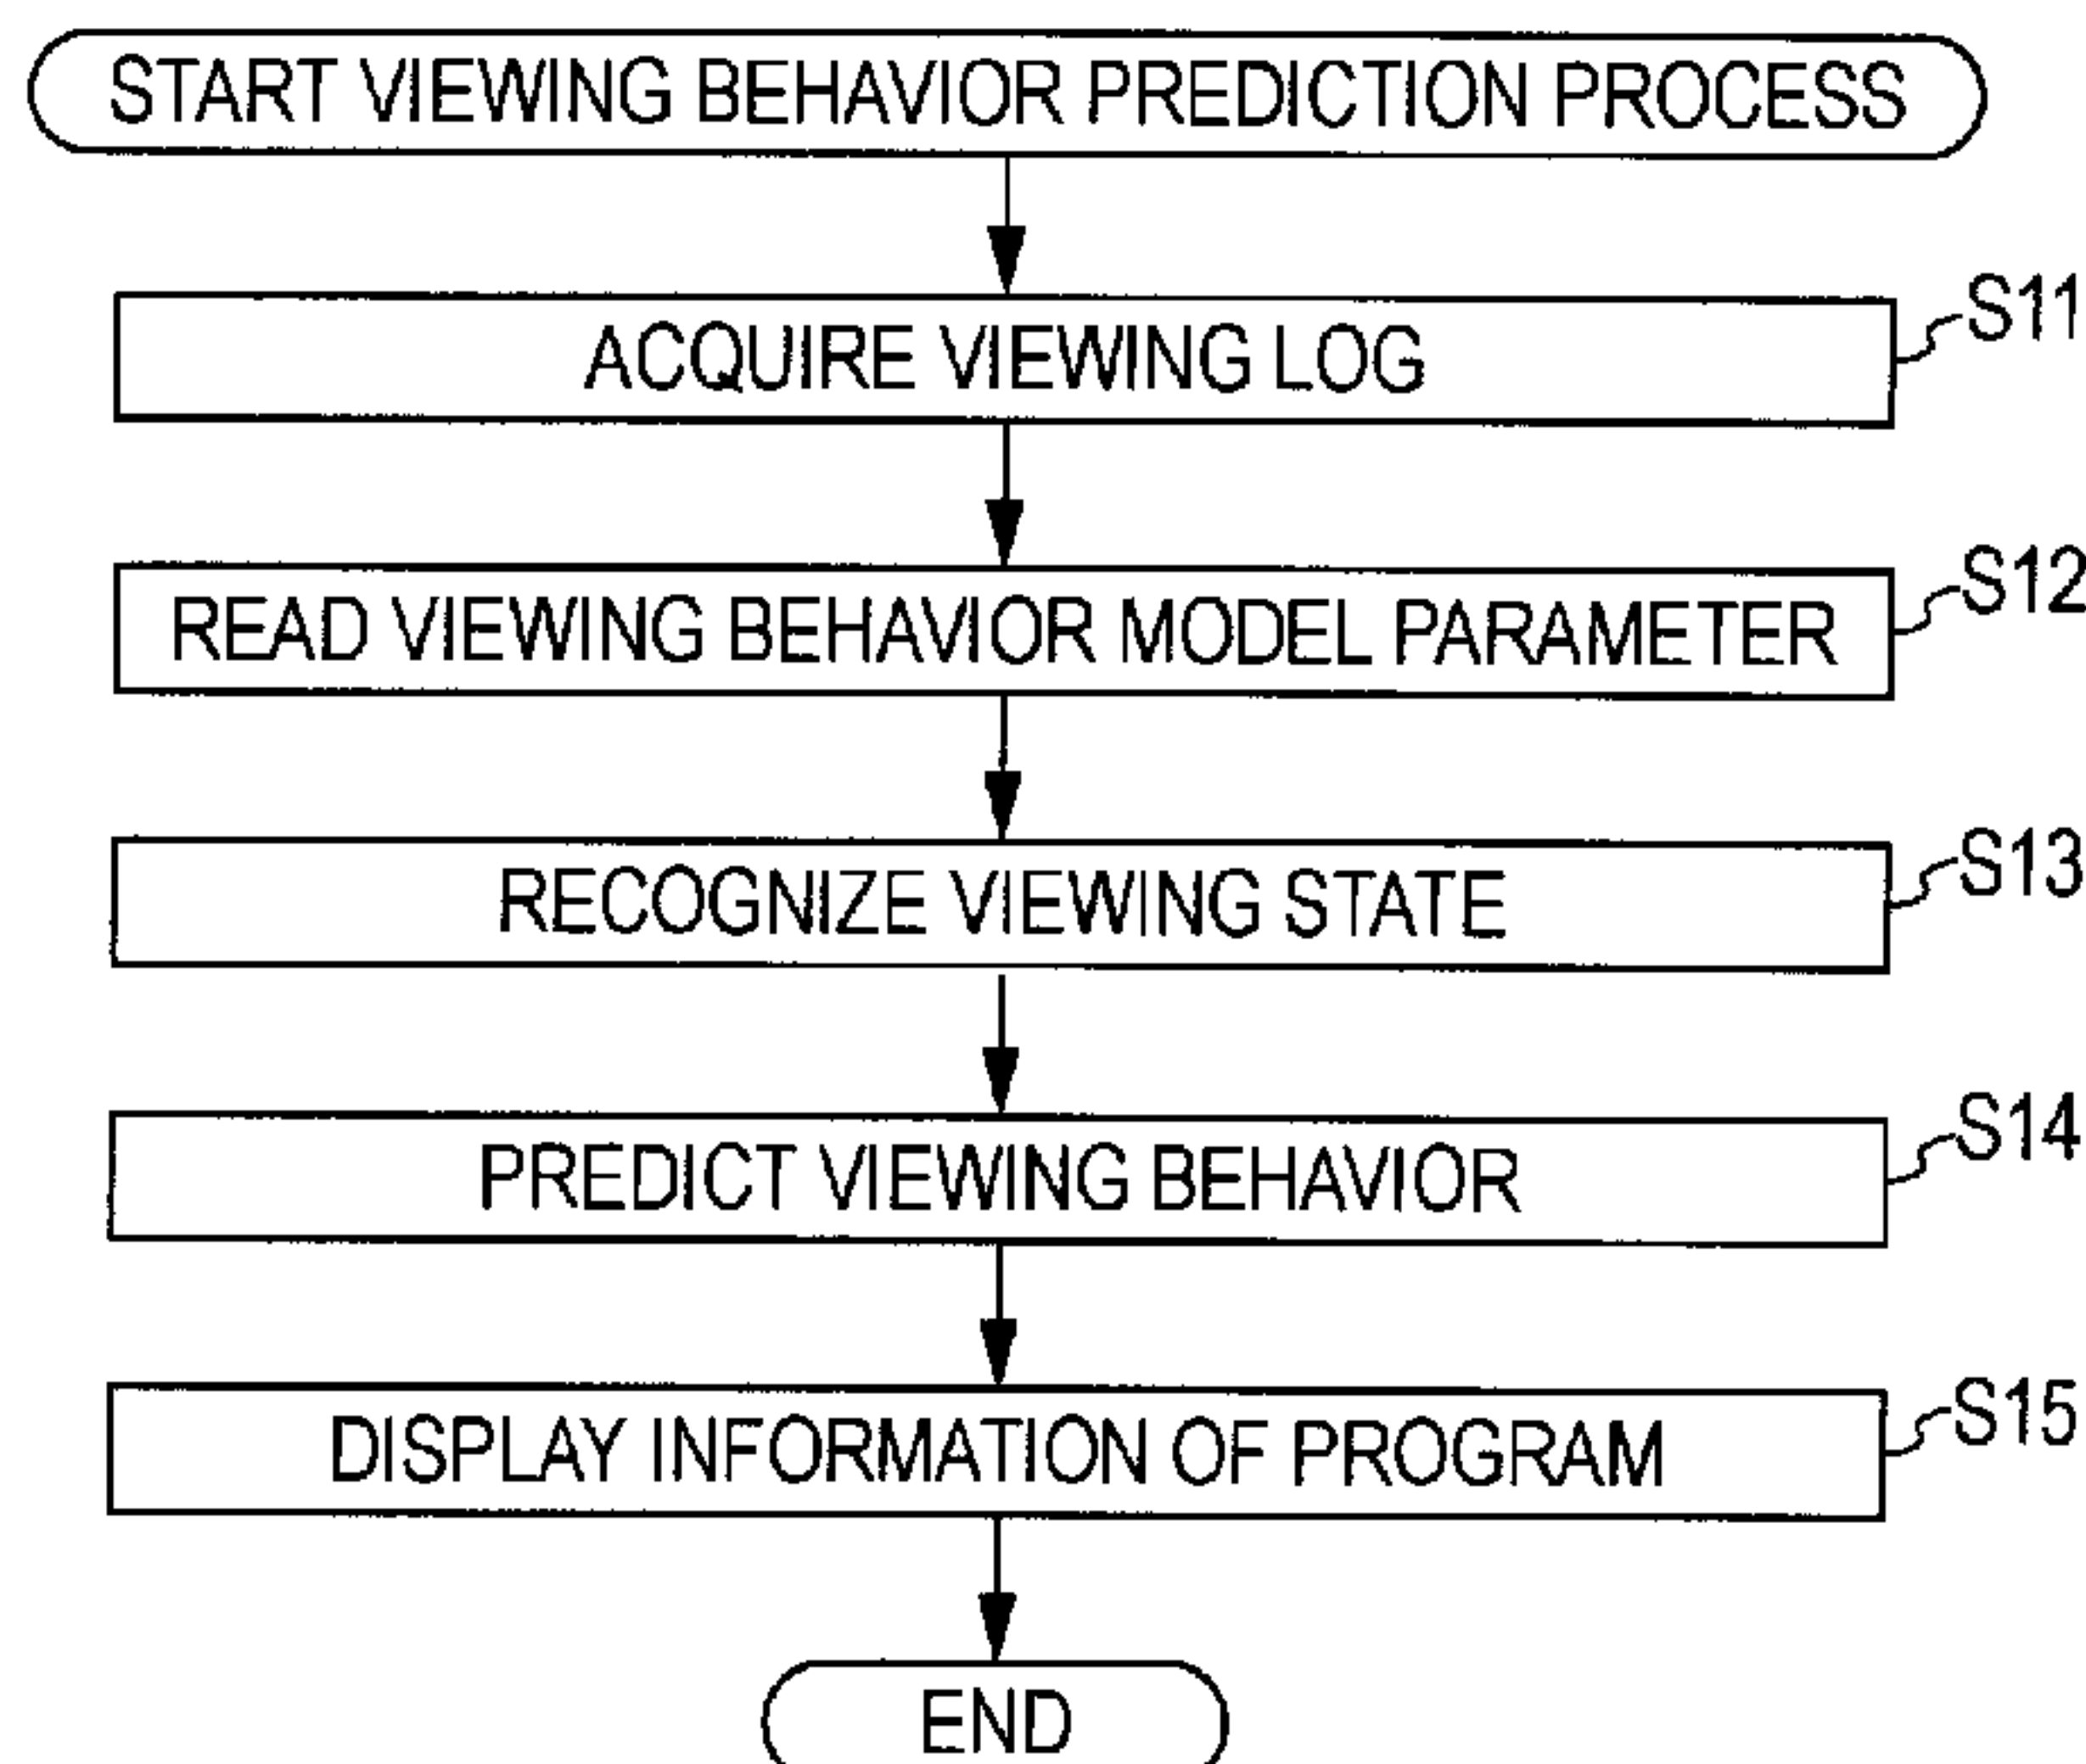 START VIEWING BEHAVIOR PREDICTION PROCESS
ACQUIRE VIEWING LOG
S11
READ VIEWING BEHAVIOR MODEL PARAMETER
S12
RECOGNIZE VIEWING STATE
S13
PREDICT VIEWING BEHAVIOR
S14
DISPLAY INFORMATION OF PROGRAM
S15
END